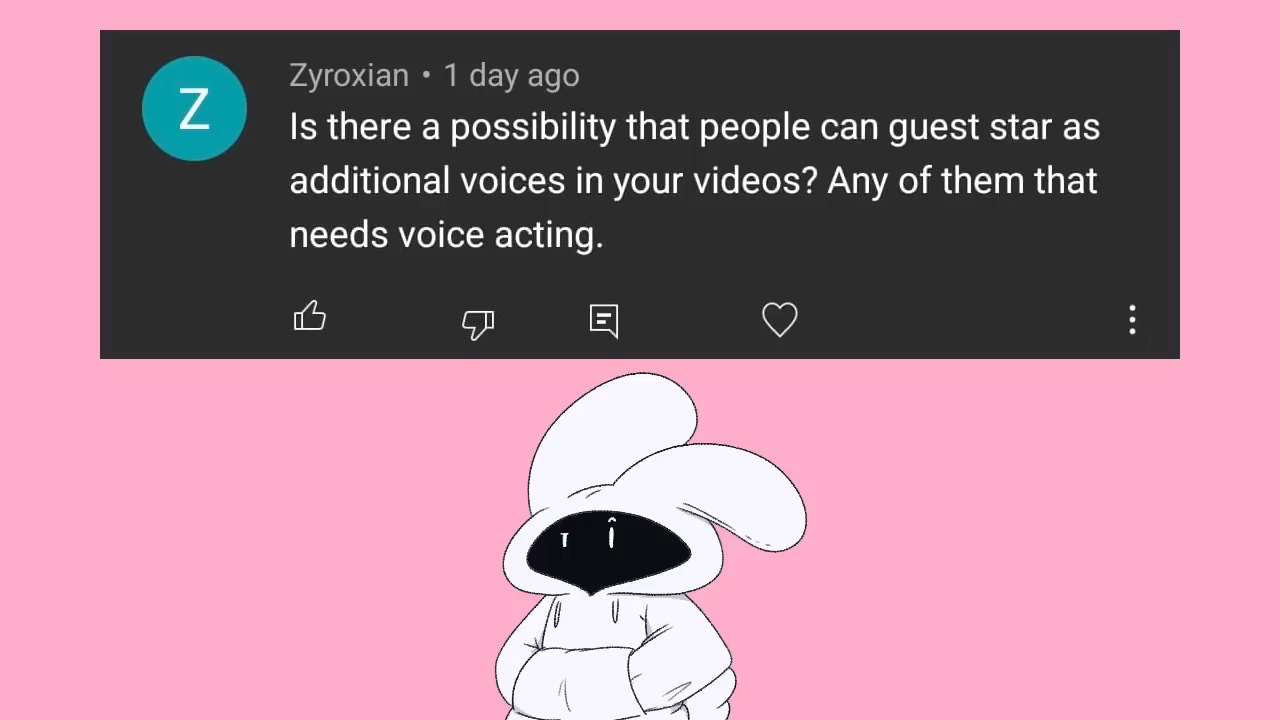 Z
Zyroxian • 1 day ago
Is there a possibility that people can guest star as
additional voices in your videos? Any of them that
needs voice acting.